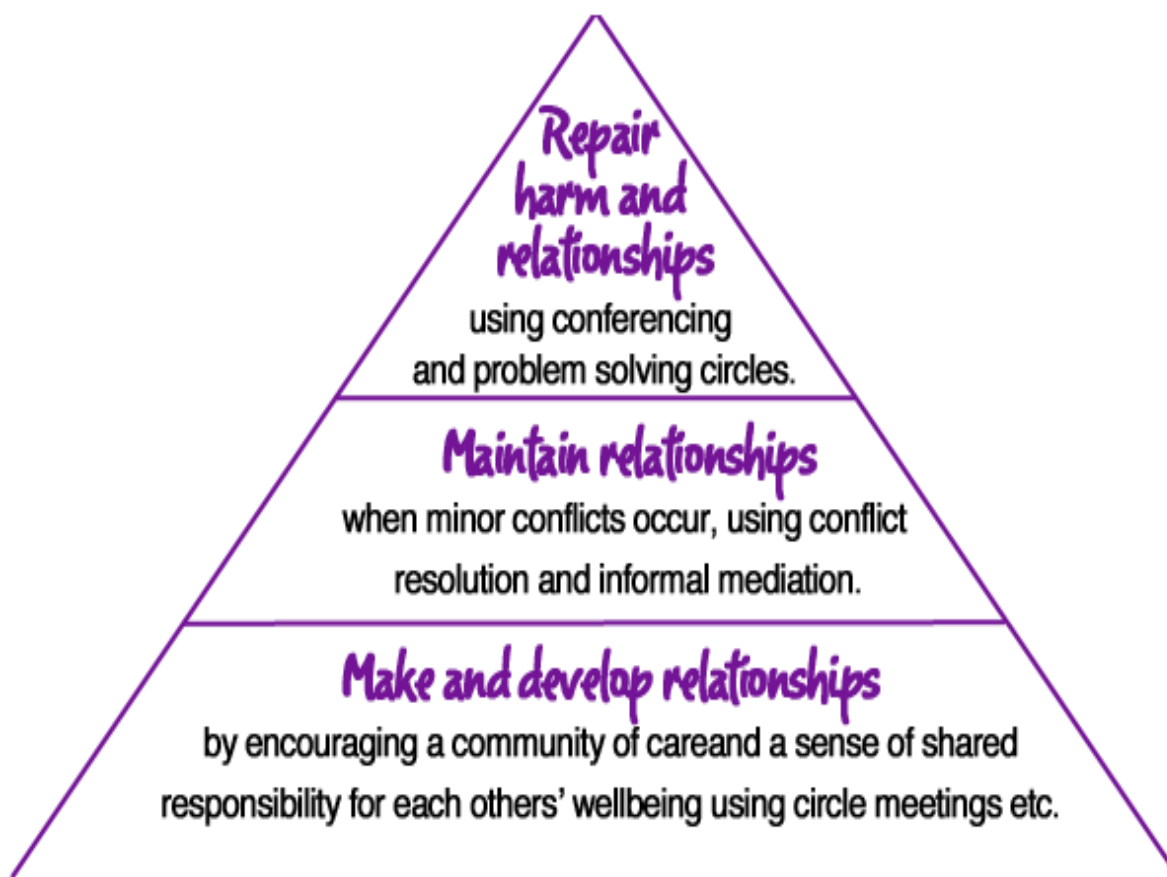 Repair
harm and
relationships
using conferencing
and problem solving circles.
Maintain relationships
when minor conflicts occur, using conflict
resolution and informal mediation.
Make and develop relationships
by encouraging a community of careand a sense of shared
responsibility for each others’ wellbeing using circle meetings etc.